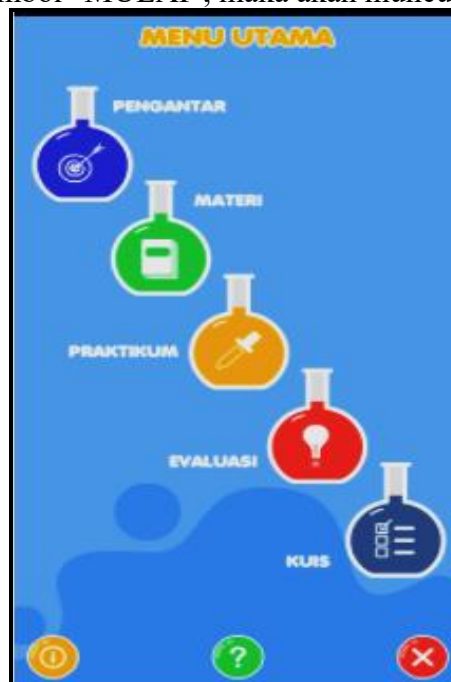 MENU UTAMA
PENGANTAR
MATERI
PRAKTIKUM
EVALUASI
KUIS
?